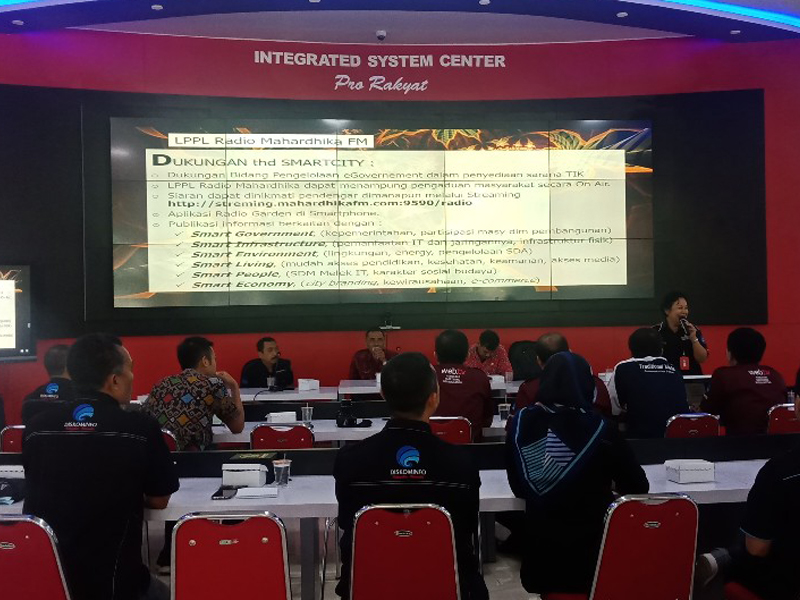 INTEGRATED SYSTEM CENTER
Pro Rakyat
LPPL Radio Mahardhika FM
DUKUNGAN thd SMARTCITY :
Dukungan Bidang Pengelolaan eGovernement dalam penyediaan sarana TIK
LPPL Radio Mahardhika dapat menampung pengaduan masyarakat secara On Air.
Siaran dapat dinikmati pendengar dimanapun melalui Streaming
http://streming.mahardhikafm.com:9590/radio
Aplikasi Radio Garden di Smartphone.
Publikasi Informasi berkaitan dengan :
✓ Smart Government, (kepemerintahan, partisipasi masy dlm pembangunan)
✓ Smart Infrastructure, (pemanfaatan IT dan jaringannya, infrastruktur fisik)
✓ Smart Environment, (lingkungan, energy, pengelolaan SDA)
✓ Smart Living, (mudah akses pendidikan, kesehatan, keamanan, akses media)
✓ Smart People, (SDM Melek IT, karakter sosial budaya)
✓ Smart Economy, (city branding, kewirausahaan, e-commerce)
DISKOMINFO
DISKOMINFO